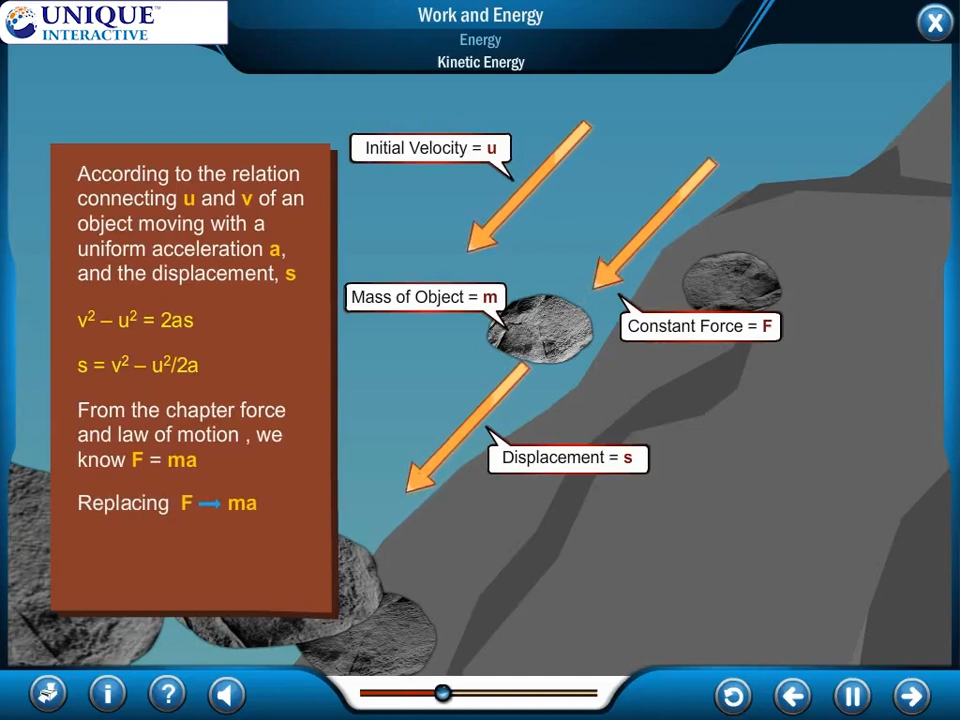 UNIQUE™
INTERACTIVE
Work and Energy
Energy
Kinetic Energy
X
Initial Velocity = u
Mass of Object = m
Constant Force = F
Displacement = s
According to the relation
connecting u and v of an
object moving with a
uniform acceleration a,
and the displacement, s
v² – u² = 2as
s = v² – u²/2a
From the chapter force
and law of motion , we
know F = ma
Replacing F → ma
i
?